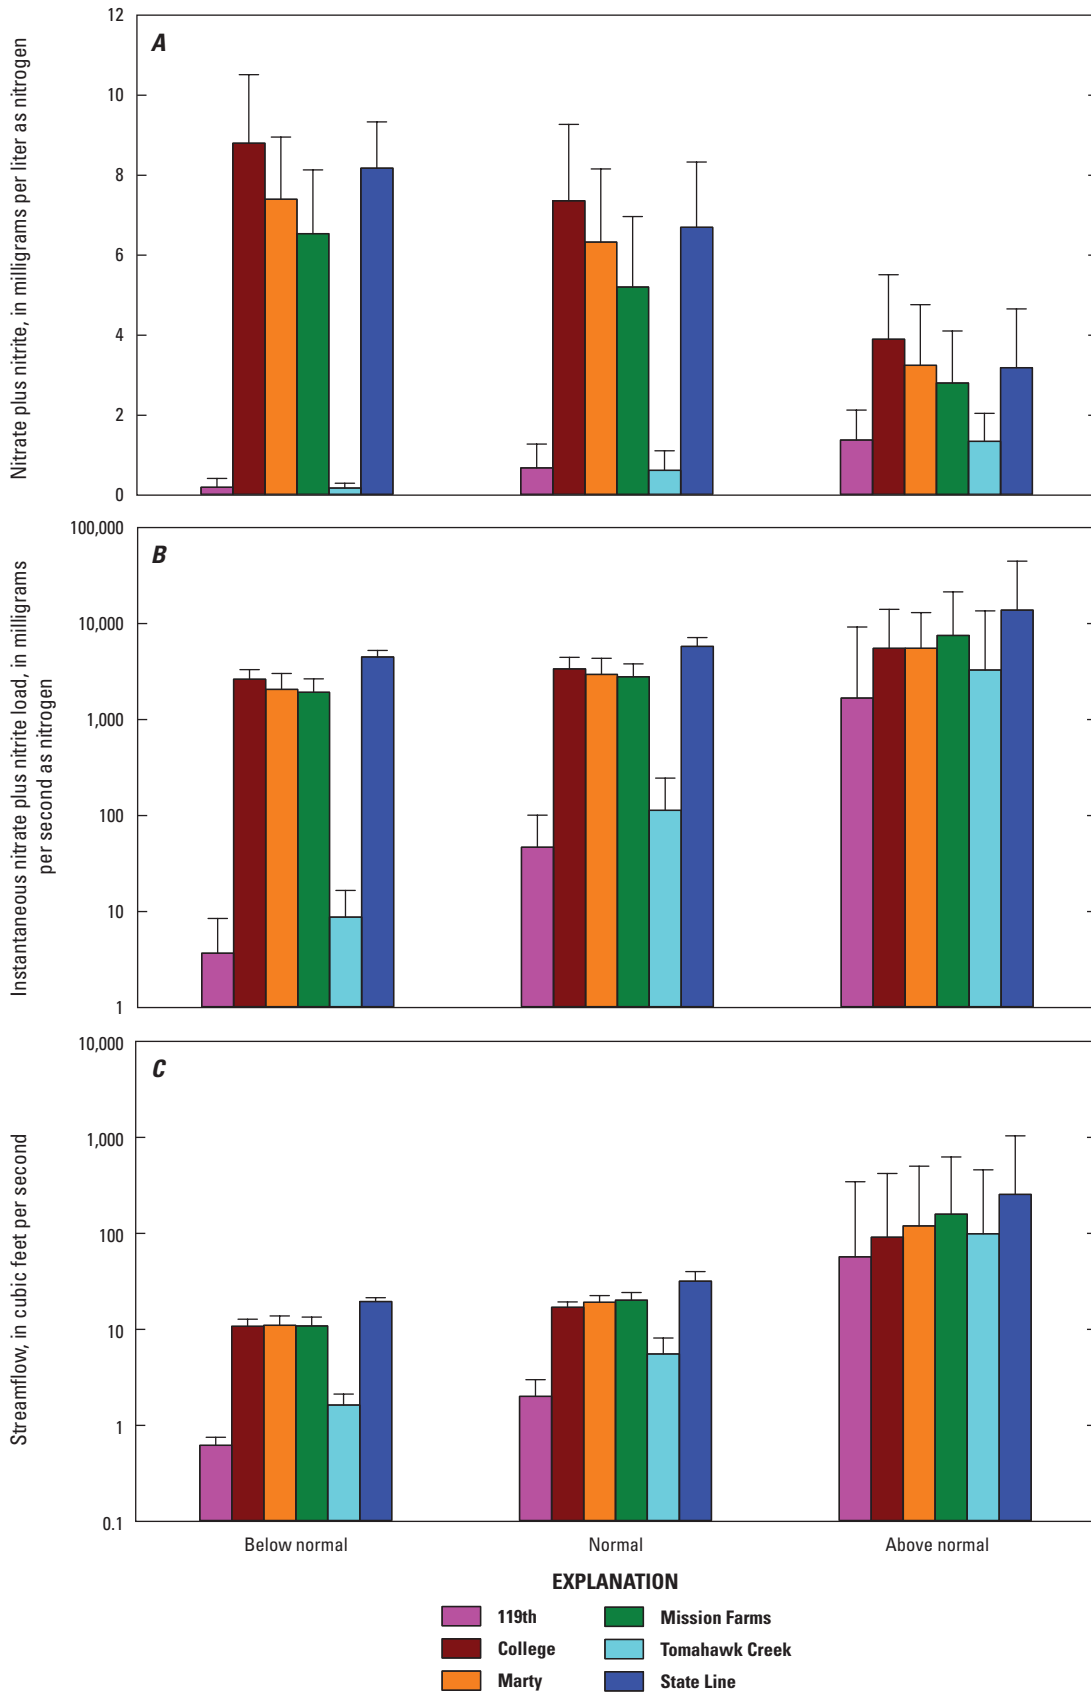 A
Nitrate plus nitrite, in milligrams per liter as nitrogen
12
10
8
6
4
2
0
B
Instantaneous nitrate plus nitrite load, in milligrams
per second as nitrogen
100,000
10,000
1,000
100
10
1
C
Streamflow, in cubic feet per second
10,000
1,000
100
10
1
0.1
Below normal
Normal
Above normal
EXPLANATION
119th
College
Marty
Mission Farms
Tomahawk Creek
State Line